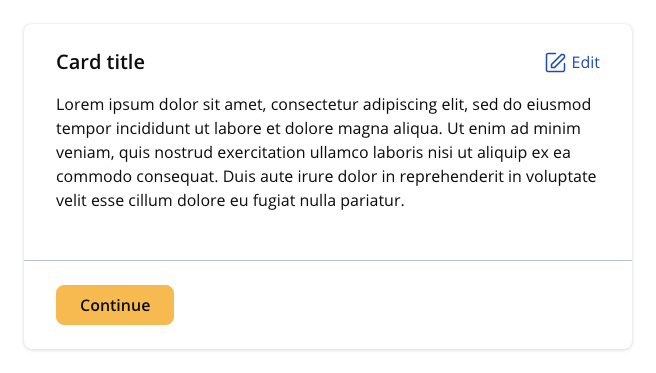 Card title
Edit
Lorem ipsum dolor sit amet, consectetur adipiscing elit, sed do eiusmod
tempor incididunt ut labore et dolore magna aliqua. Ut enim ad minim
veniam, quis nostrud exercitation ullamco laboris nisi ut aliquip ex ea
commodo consequat. Duis aute irure dolor in reprehenderit in voluptate
velit esse cillum dolore eu fugiat nulla pariatur.
Continue